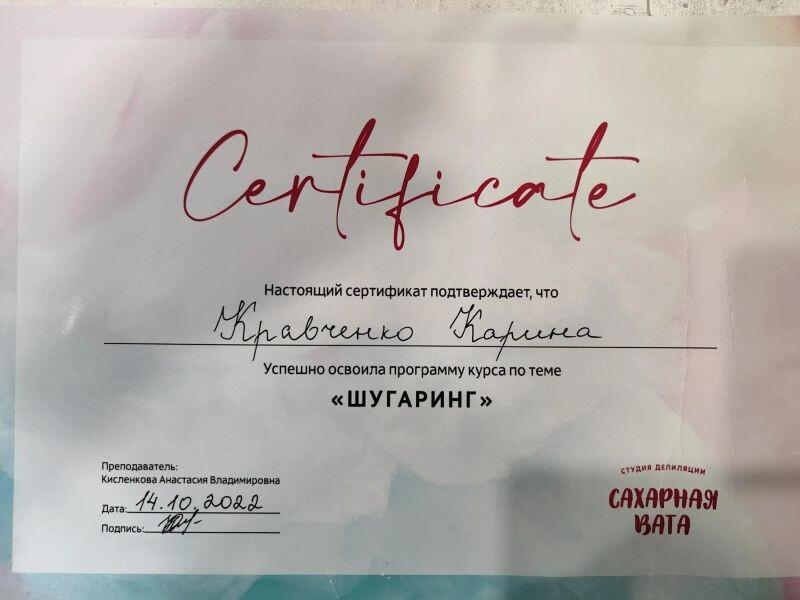 Certificate
Настоящий сертификат подтверждает, что
Кравченко Карина
Успешно освоила программу курса по теме
«ШУГАРИНГ»
Преподаватель:
Кисленкова Анастасия Владимировна
Дата: 14.10.2022
Подпись:
СТУДИЯ ДЕПИЛЯЦИИ
САХАРНАЯ
ВАТА